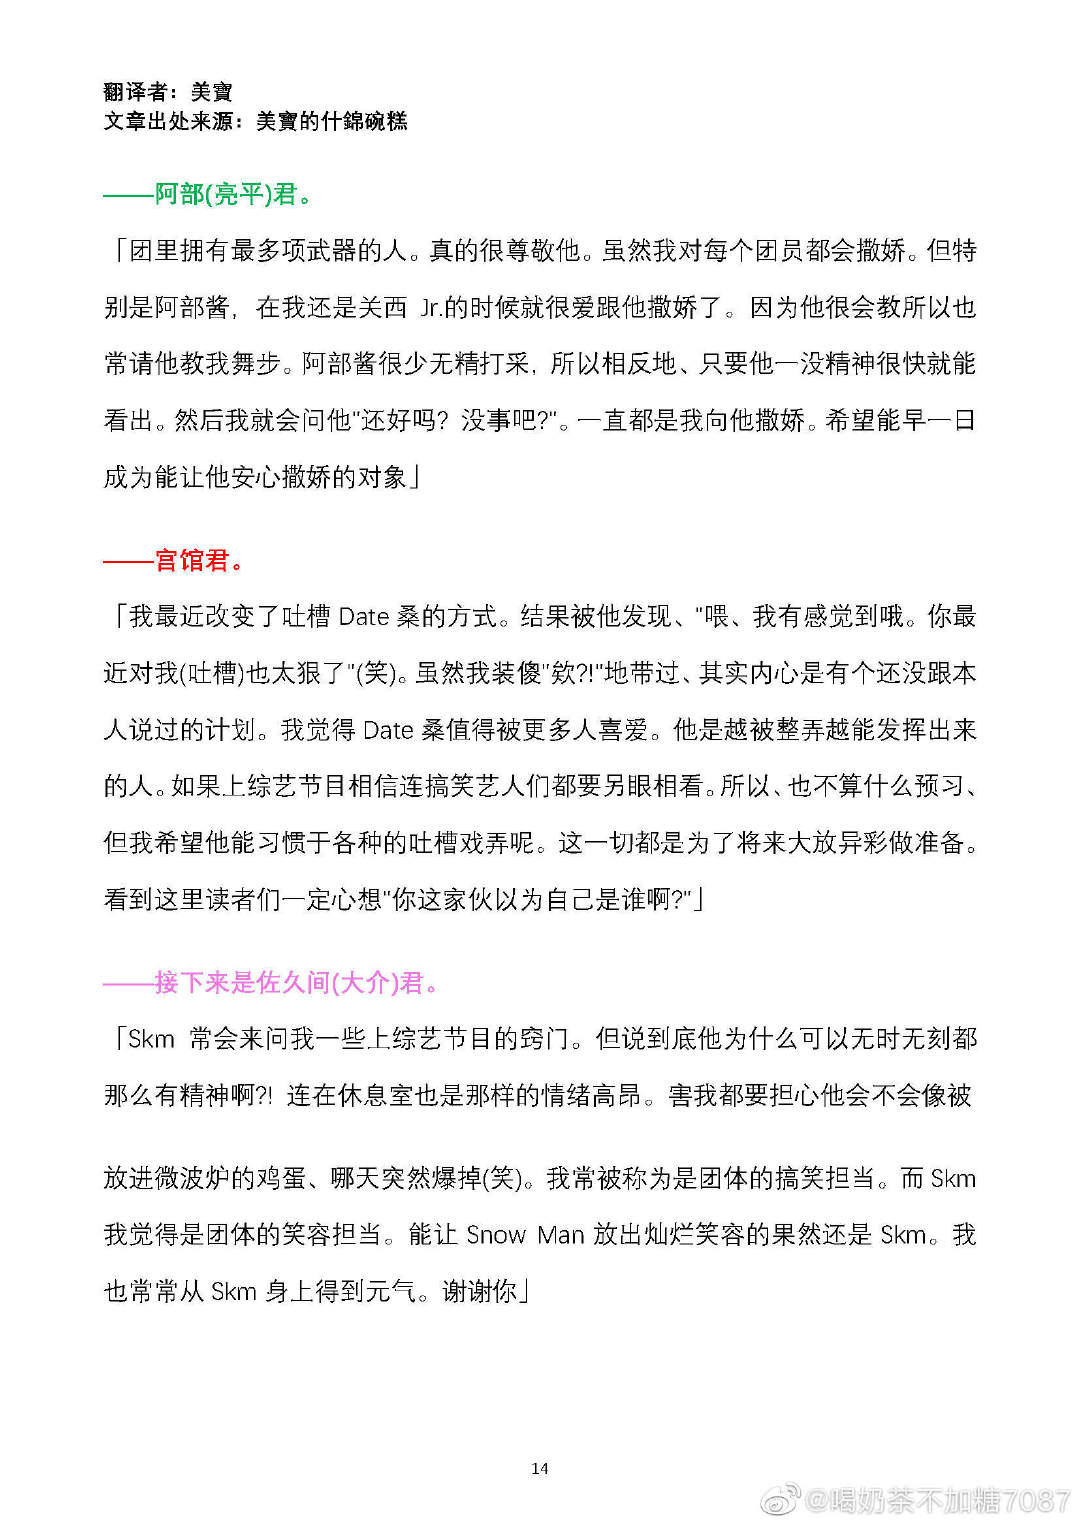 翻译者：美寶
文章出处来源：美寶的什錦碗糕
——阿部(亮平)君。
「团里拥有最多项武器的人。真的很尊敬他。虽然我对每个团员都会撒娇。但特
别是阿部酱，在我还是关西 Jr.的时候就很爱跟他撒娇了。因为他很会教所以也
常请他教我舞步。阿部酱很少无精打采，所以相反地、只要他一没精神很快就能
看出。然后我就会问他"还好吗？没事吧?"。一直都是我向他撒娇。希望能早一日
成为能让他安心撒娇的对象」
——宫馆君。
「我最近改变了吐槽 Date 桑的方式。结果被他发现、"喂、我有感觉到哦。你最
近对我(吐槽)也太狠了"(笑)。虽然我装傻"欸?!"地带过、其实内心是有个还没跟本
人说过的计划。我觉得 Date 桑值得被更多人喜爱。他是越被整弄越能发挥出来
的人。如果上综艺节目相信连搞笑艺人们都要另眼相看。所以、也不算什么预习、
但我希望他能习惯于各种的吐槽戏弄呢。这一切都是为了将来大放异彩做准备。
看到这里读者们一定心想"你这家伙以为自己是谁啊?"」
——接下来是佐久间(大介)君。
「Skm 常会来问我一些上综艺节目的窍门。但说到底他为什么可以无时无刻都
那么有精神啊?! 连在休息室也是那样的情绪高昂。害我都要担心他会不会像被
放进微波炉的鸡蛋、哪天突然爆掉(笑)。我常被称为是团体的搞笑担当。而 Skm
我觉得是团体的笑容担当。能让 Snow Man 放出灿烂笑容的果然还是 Skm。我
也常常从 Skm 身上得到元气。谢谢你」
14
@喝奶茶不加糖7087